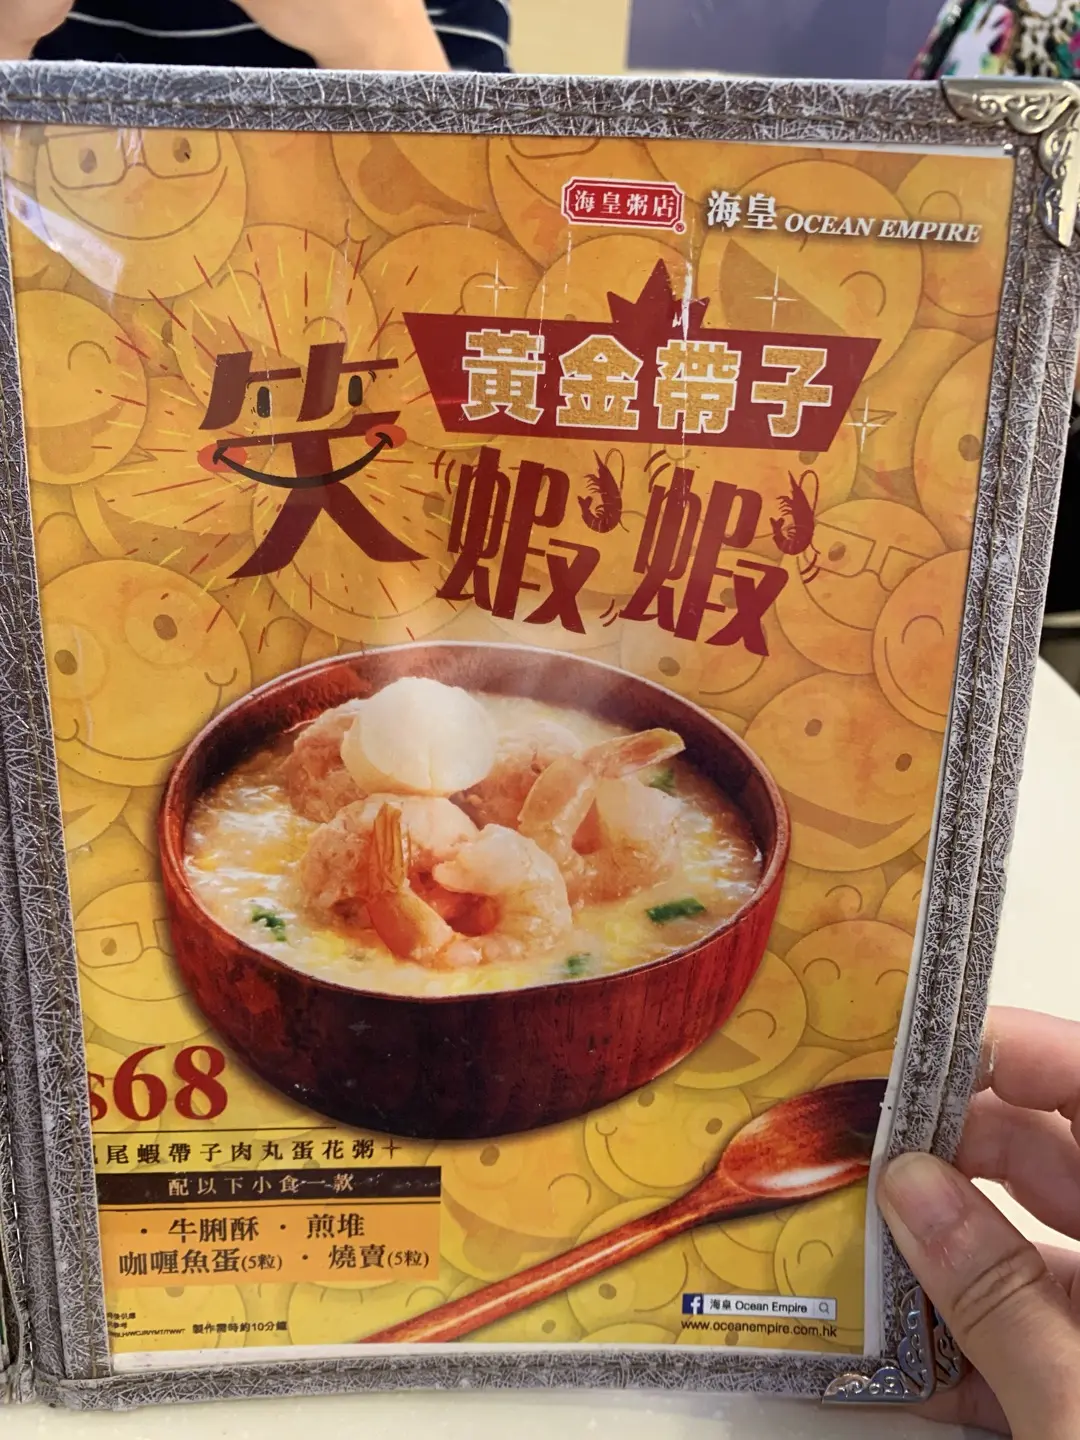 海皇粥店
海皇 OCEAN EMPIRE
黃金帶子
笑蝦蝦
$68
尾蝦帶子肉丸蛋花粥+
配以下小食一款
· 牛脷酥 · 煎堆
咖喱魚蛋(5粒) · 燒賣(5粒)
製作需時約10分鐘
海皇 Ocean Empire
www.oceanempire.com.hk